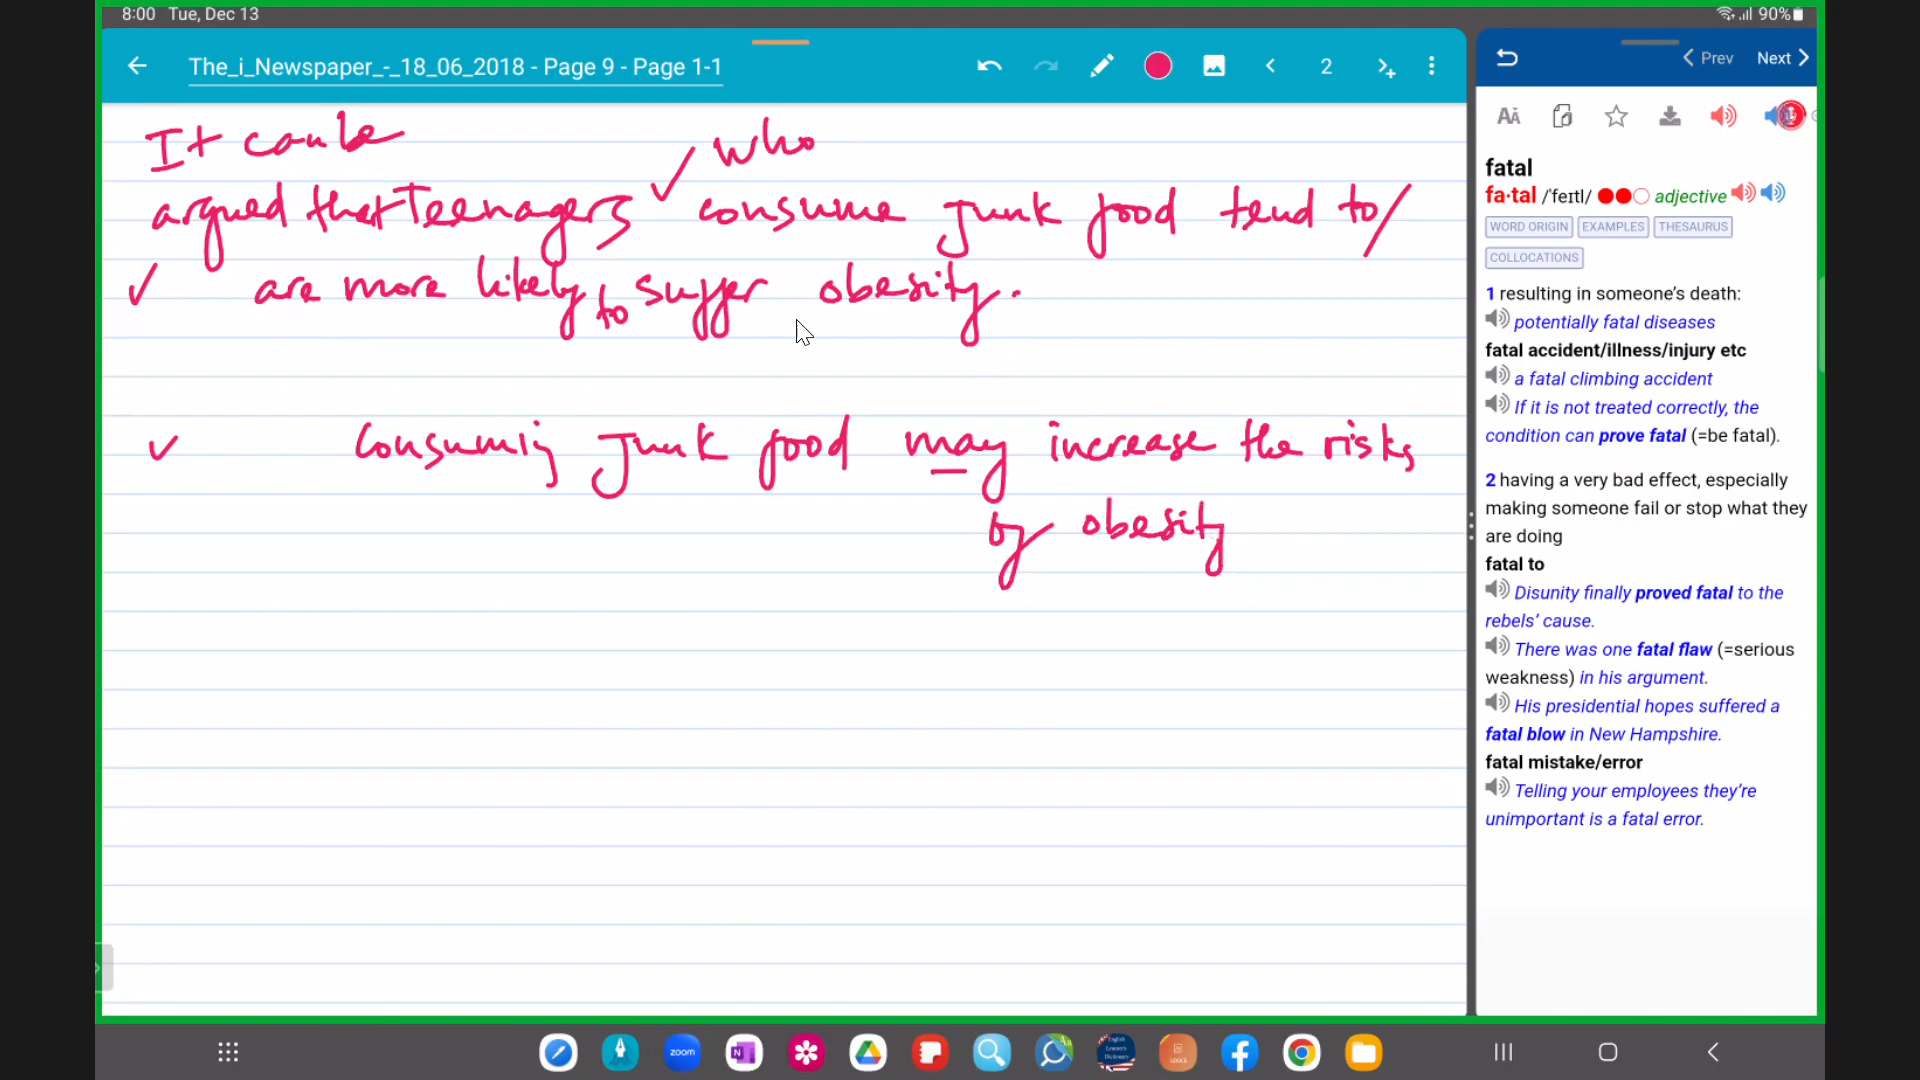 8:00 Tue, Dec 13
90%
The_i_Newspaper_-_18_06_2018 - Page 9 - Page 1-1
2
It can be
who
argued that Teenagers consume Junk food tend to/
are more likely to suffer obesity.
Consuming Junk food may increase the risks
of obesity
Prev Next
fatal
fa·tal /ˈfeɪtl/ adjective
WORD ORIGIN EXAMPLES THESAURUS
COLLOCATIONS
1 resulting in someone's death:
potentially fatal diseases
fatal accident/illness/injury etc
a fatal climbing accident
If it is not treated correctly, the
condition can prove fatal (=be fatal).
2 having a very bad effect, especially
making someone fail or stop what they
are doing
fatal to
Disunity finally proved fatal to the
rebels' cause.
There was one fatal flaw (=serious
weakness) in his argument.
His presidential hopes suffered a
fatal blow in New Hampshire.
fatal mistake/error
Telling your employees they're
unimportant is a fatal error.
zoom